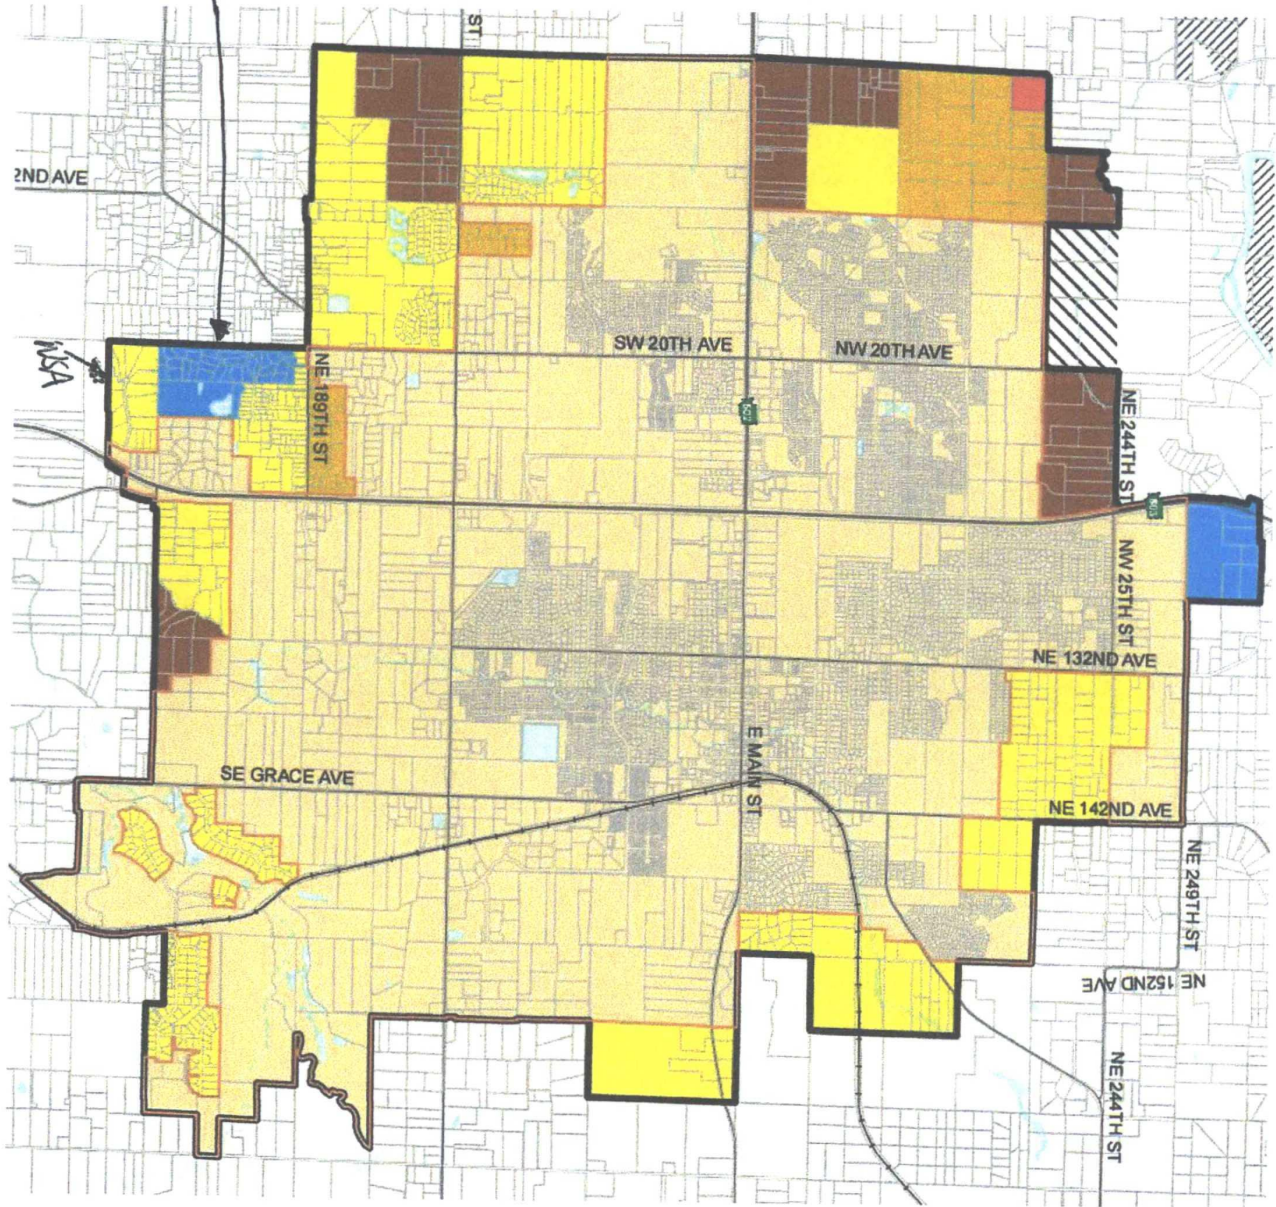 ST
2ND AVE
SW 20TH AVE
NW 20TH AVE
NE 189TH ST
503
NE 244TH ST
503
NW 25TH ST
NE 132ND AVE
E MAIN ST
SE GRACE AVE
NE 142ND AVE
NE 249TH ST
NE 152ND AVE
NE 244TH ST